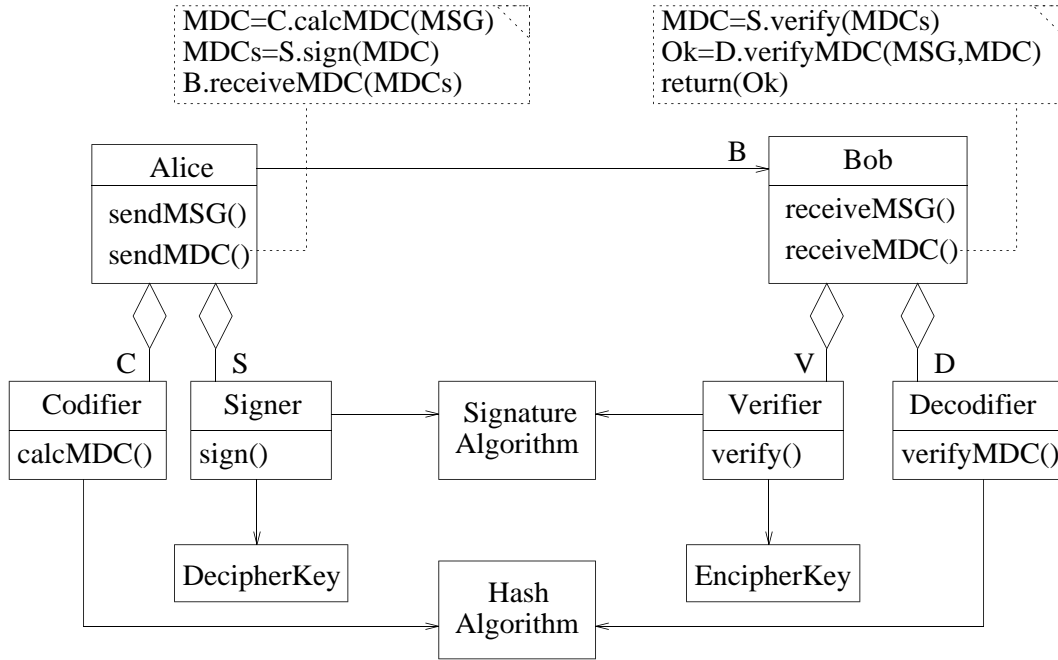 MDC=C.calcMDC(MSG)
MDCs=S.sign(MDC)
B.receiveMDC(MDCs)
MDC=S.verify(MDCs)
Ok=D.verifyMDC(MSG,MDC)
return(Ok)
Alice
sendMSG()
sendMDC()
B
Bob
receiveMSG()
receiveMDC()
C
S
V
D
Codifier
calcMDC()
Signer
sign()
Signature
Algorithm
Verifier
verify()
Decodifier
verifyMDC()
DecipherKey
Hash
Algorithm
EncipherKey